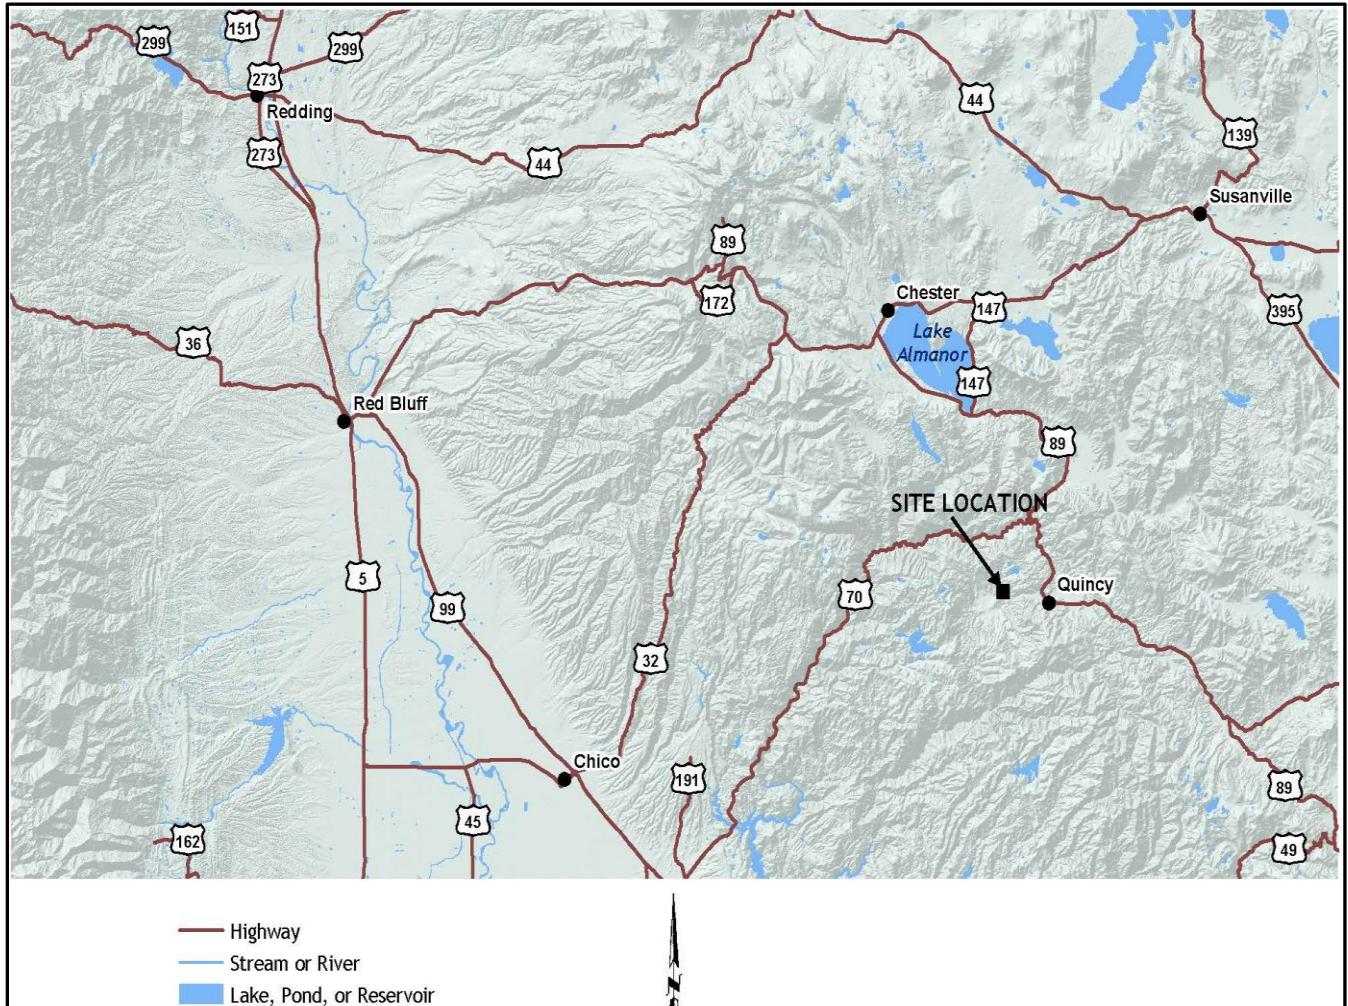 151
299
299
273
Redding
273
44
44
139
Susanville
89
172
Chester
147
395
Lake
Almanor
36
147
Red Bluff
89
SITE LOCATION
5
99
70
Quincy
32
Chico
191
89
45
162
49
Highway
Stream or River
Lake, Pond, or Reservoir
N